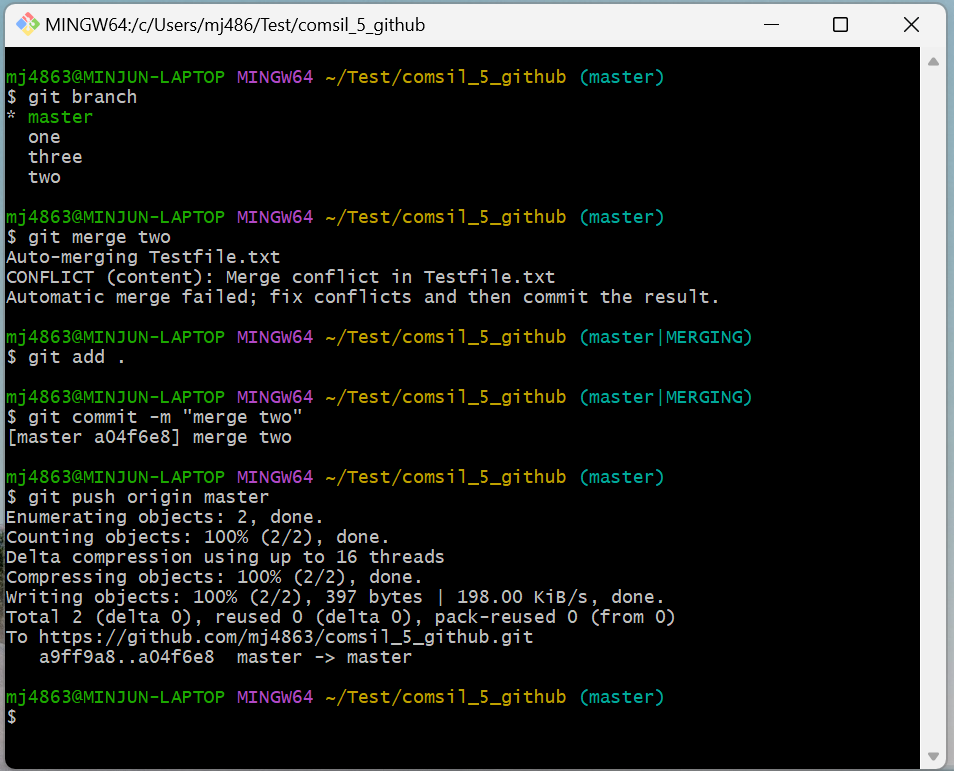 MINGW64:/c/Users/mj486/Test/comsil_5_github
mj4863@MINJUN-LAPTOP MINGW64 ~/Test/comsil_5_github (master)
$ git branch
* master
  one
  three
  two
mj4863@MINJUN-LAPTOP MINGW64 ~/Test/comsil_5_github (master)
$ git merge two
Auto-merging Testfile.txt
CONFLICT (content): Merge conflict in Testfile.txt
Automatic merge failed; fix conflicts and then commit the result.
mj4863@MINJUN-LAPTOP MINGW64 ~/Test/comsil_5_github (master|MERGING)
$ git add .
mj4863@MINJUN-LAPTOP MINGW64 ~/Test/comsil_5_github (master|MERGING)
$ git commit -m "merge two"
[master a04f6e8] merge two
mj4863@MINJUN-LAPTOP MINGW64 ~/Test/comsil_5_github (master)
$ git push origin master
Enumerating objects: 2, done.
Counting objects: 100% (2/2), done.
Delta compression using up to 16 threads
Compressing objects: 100% (2/2), done.
Writing objects: 100% (2/2), 397 bytes | 198.00 KiB/s, done.
Total 2 (delta 0), reused 0 (delta 0), pack-reused 0 (from 0)
To https://github.com/mj4863/comsil_5_github.git
   a9ff9a8..a04f6e8  master -> master
mj4863@MINJUN-LAPTOP MINGW64 ~/Test/comsil_5_github (master)
$